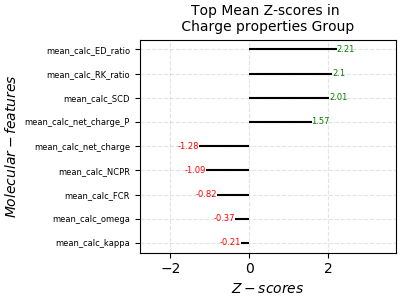 Top Mean Z-scores in
Charge properties Group
mean_calc_ED_ratio 2.21
mean_calc_RK_ratio 2.1
mean_calc_SCD 2.01
mean_calc_net_charge_P 1.57
mean_calc_net_charge -1.28
mean_calc_NCPR -1.09
mean_calc_FCR -0.82
mean_calc_omega -0.37
mean_calc_kappa -0.21
Molecular − features
−2 0 2
Z − scores